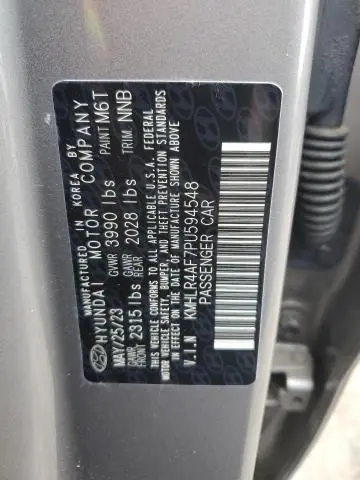 MANUFACTURED IN KOREA BY
HYUNDAI MOTOR COMPANY
MAY/25/23 GVWR 3990 lbs PAINT M6T
GAWR FRONT 2315 lbs GAWR REAR 2028 lbs TRIM NNB
THIS VEHICLE CONFORMS TO ALL APPLICABLE U.S.A. FEDERAL
MOTOR VEHICLE SAFETY, BUMPER, AND THEFT PREVENTION
STANDARDS IN EFFECT ON THE DATE OF MANUFACTURE SHOWN ABOVE
V.I.N KMHLR4AF7PU594548
PASSENGER CAR